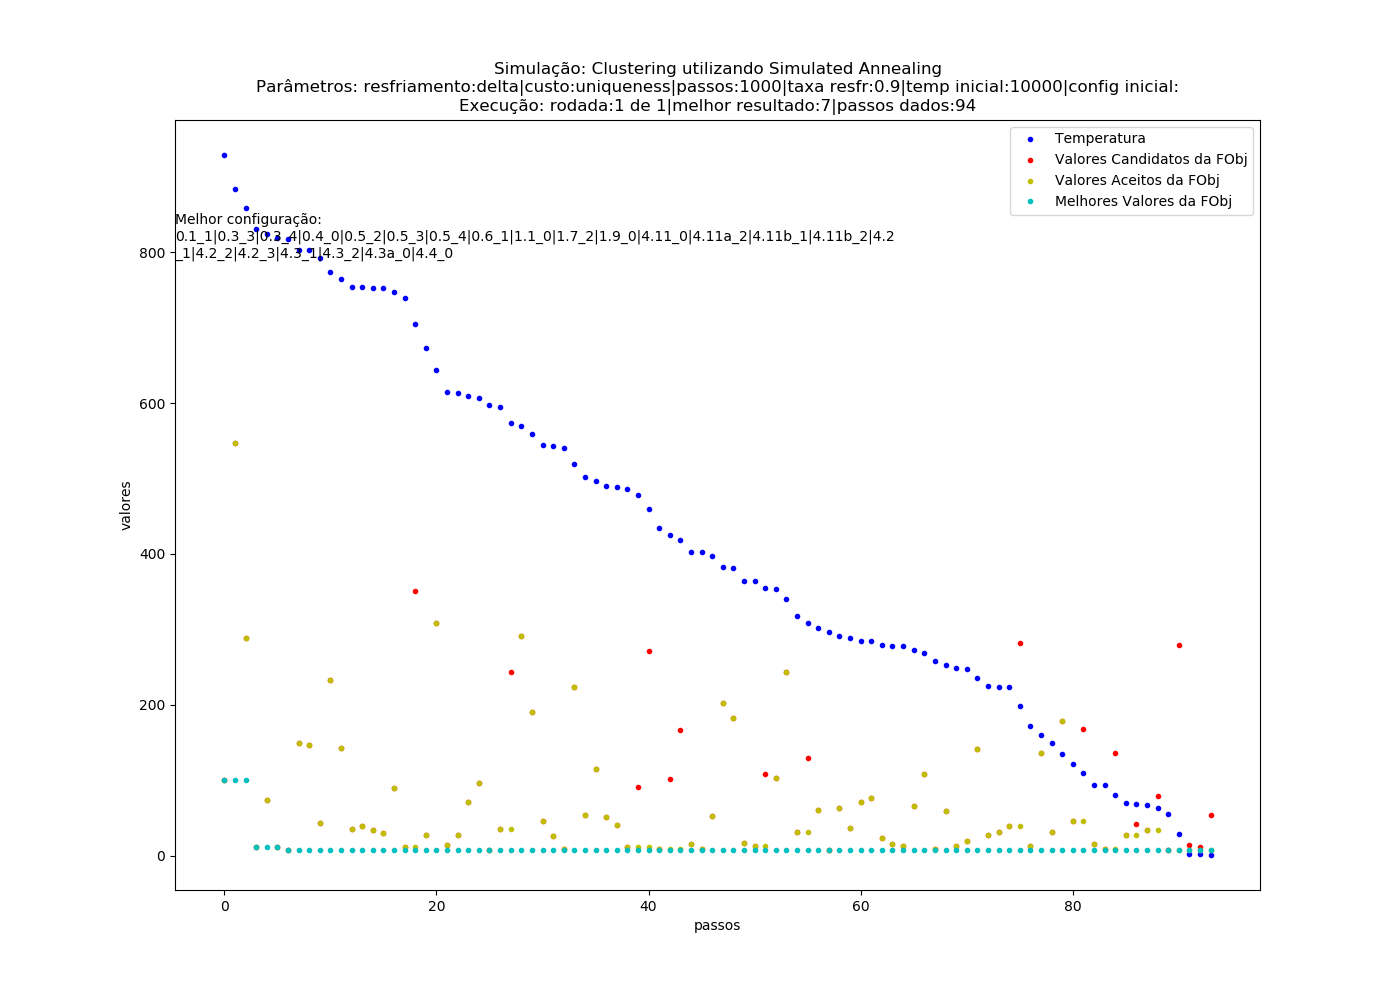 Simulação: Clustering utilizando Simulated Annealing
Parâmetros: resfriamento:delta|custo:uniqueness|passos:1000|taxa resfr:0.9|temp inicial:10000|config inicial:
Execução: rodada:1 de 1|melhor resultado:7|passos dados:94
Temperatura
Valores Candidatos da FObj
Valores Aceitos da FObj
Melhores Valores da FObj
Melhor configuração:
0.1_1|0.3_3|0.3_4|0.4_0|0.5_2|0.5_3|0.5_4|0.6_1|1.1_0|1.7_2|1.9_0|4.11_0|4.11a_2|4.11b_1|4.11b_2|4.2
_1|4.2_2|4.2_3|4.3_1|4.3_2|4.3a_0|4.4_0
800
600
400
200
0
valores
0 20 40 60 80
passos